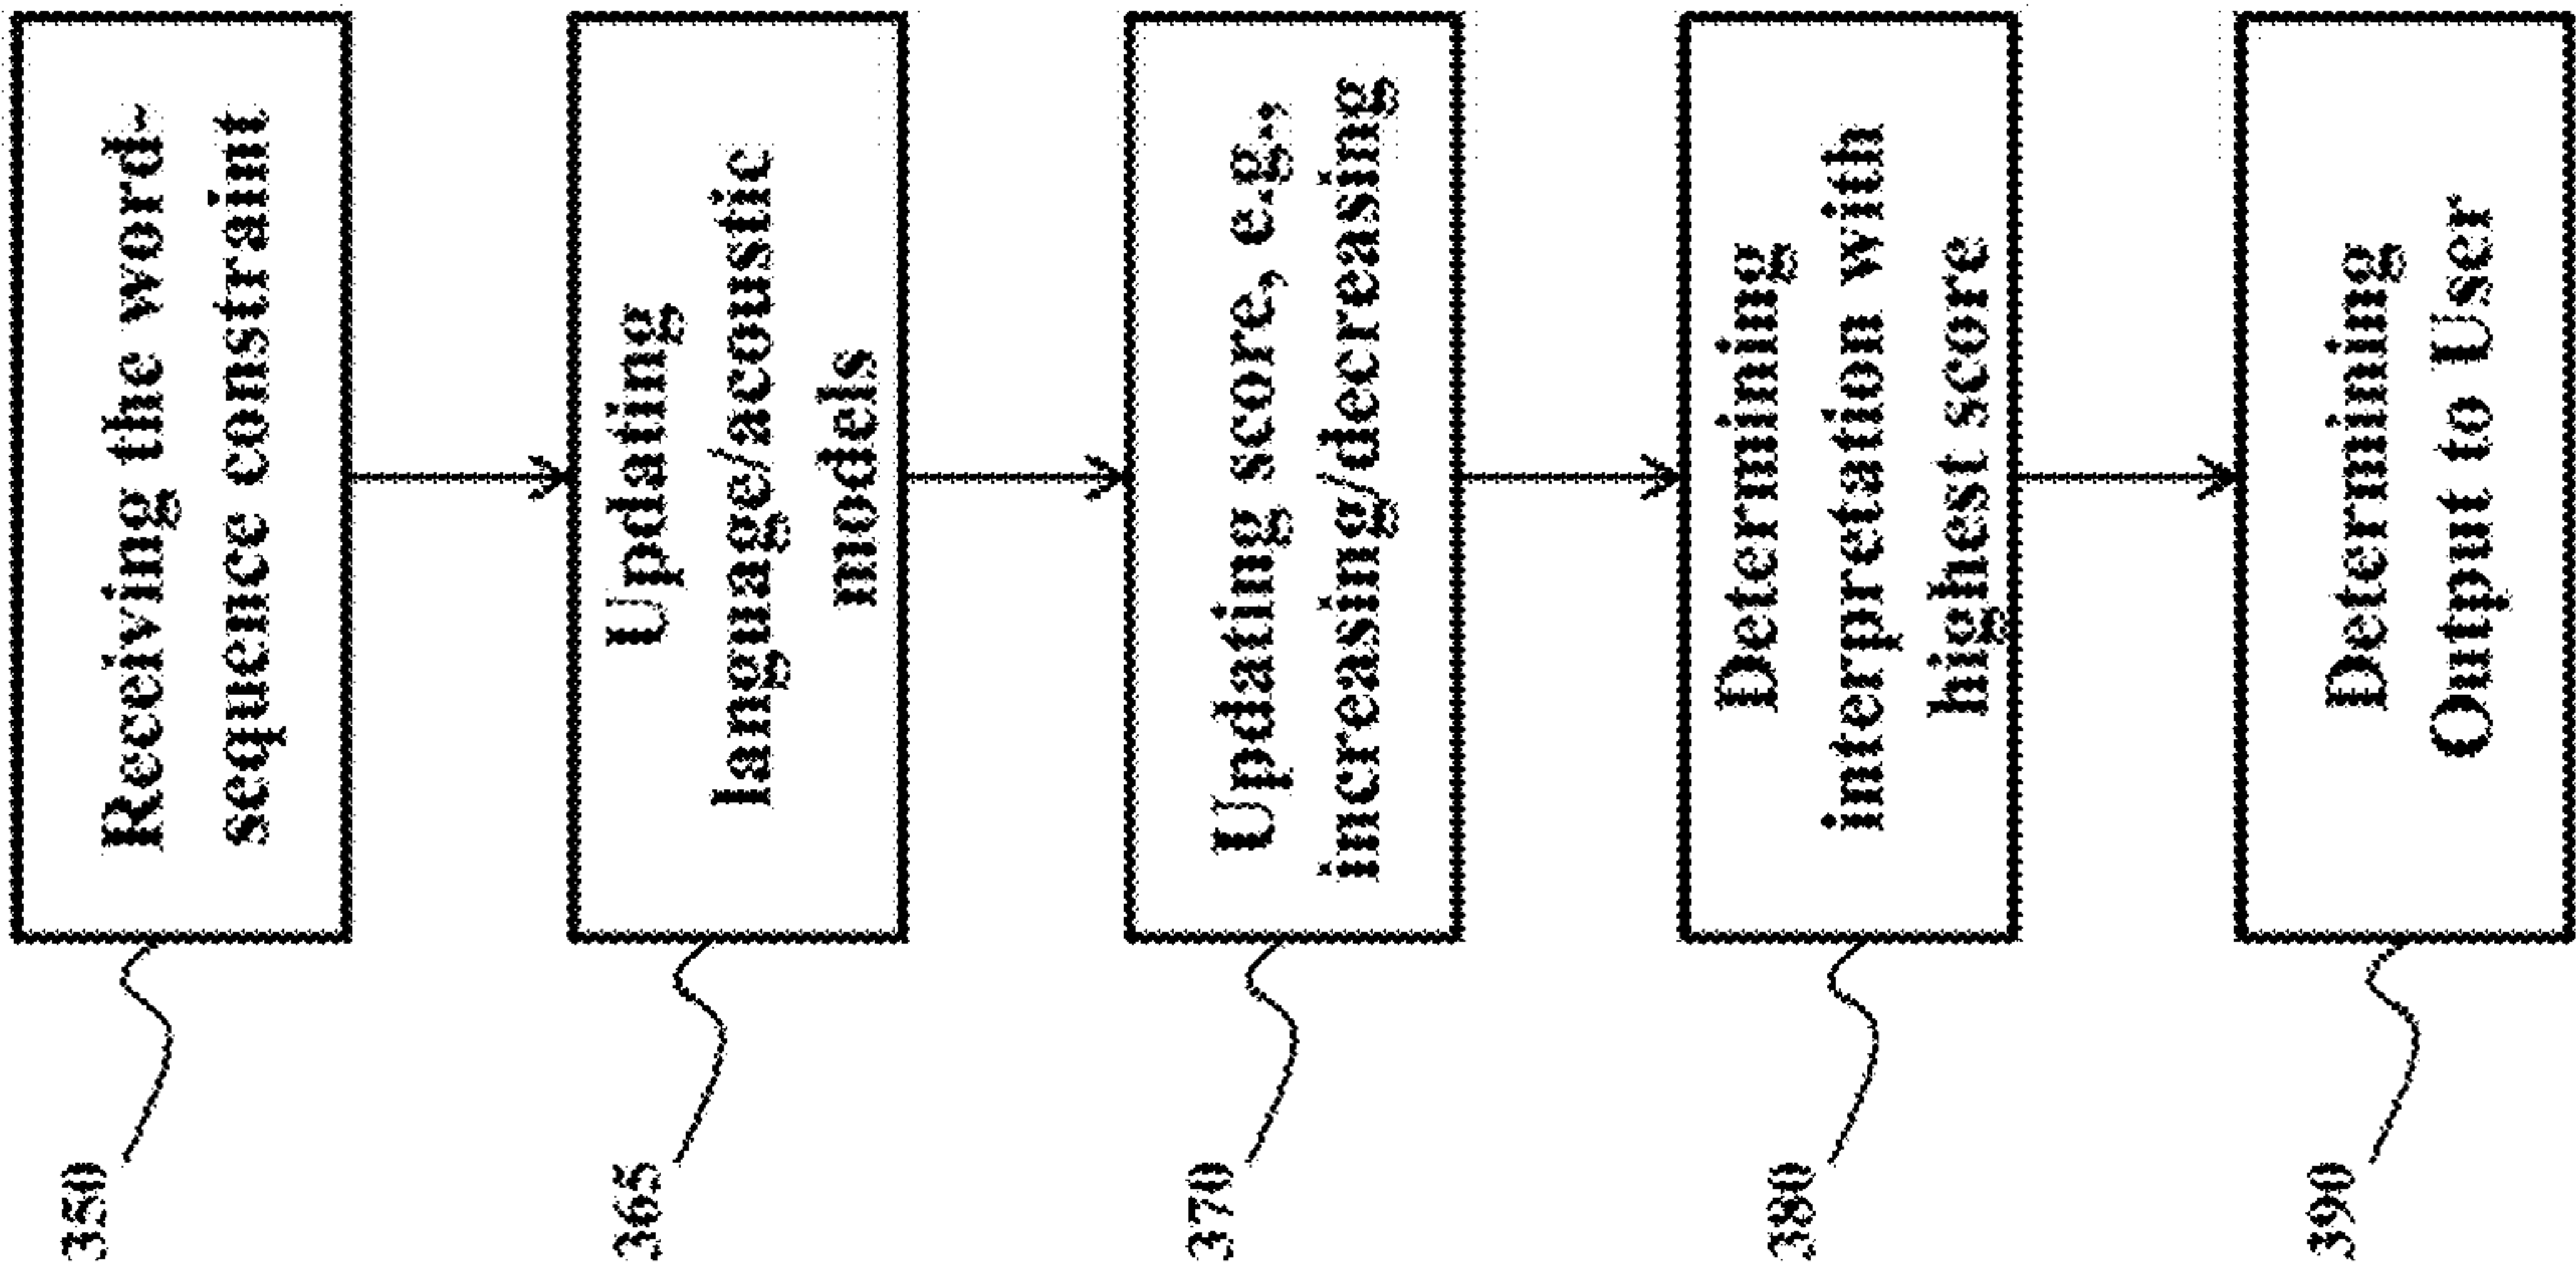 350
Receiving the word-
sequence constraint
365
Updating
language/acoustic
models
370
Updating score, e.g.,
increasing/decreasing
380
Determining
interpretation with
highest score
390
Determining
Output to User